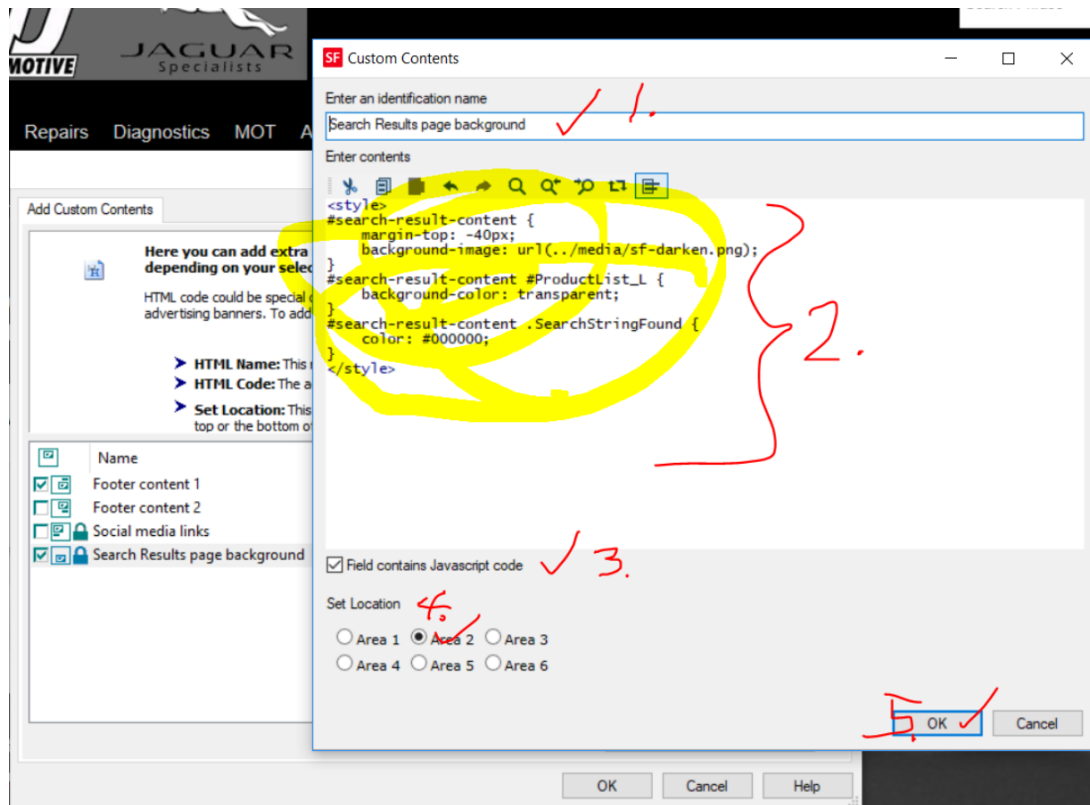 MOTIVE
JAGUAR
Specialists
Repairs Diagnostics MOT
SF Custom Contents
Enter an identification name
Search Results page background
1.
Enter contents
<style>
#search-result-content {
margin-top: -40px;
background-image: url(../media/sf-darken.png);
}
#search-result-content #ProductList_L {
background-color: transparent;
}
#search-result-content .SearchStringFound {
color: #000000;
}
</style>
2.
Add Custom Contents
Here you can add extra
depending on your selec
HTML code could be special
advertising banners. To add
HTML Name: This
HTML Code: The a
Set Location: This
top or the bottom o
Name
Footer content 1
Footer content 2
Social media links
Search Results page background
Field contains Javascript code
3.
Set Location
4.
Area 1 Area 2 Area 3
Area 4 Area 5 Area 6
5.
OK Cancel
OK Cancel Help